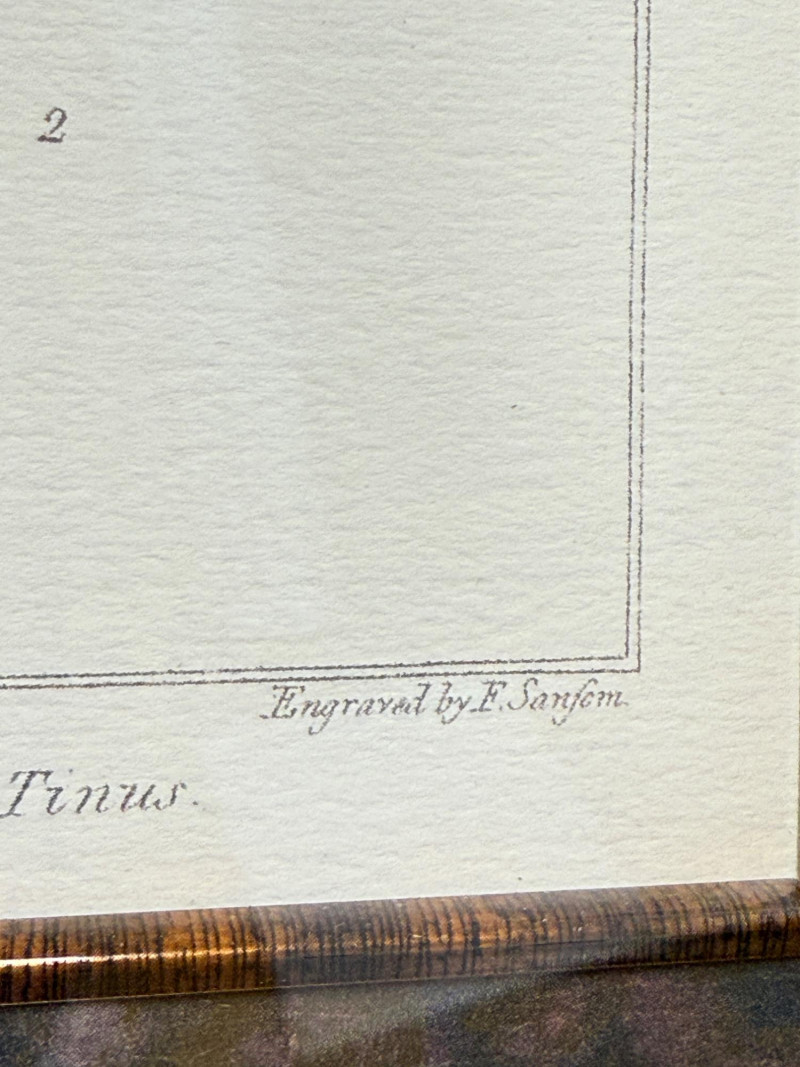 2
Engraved by F. Sanſom.
Tinus.